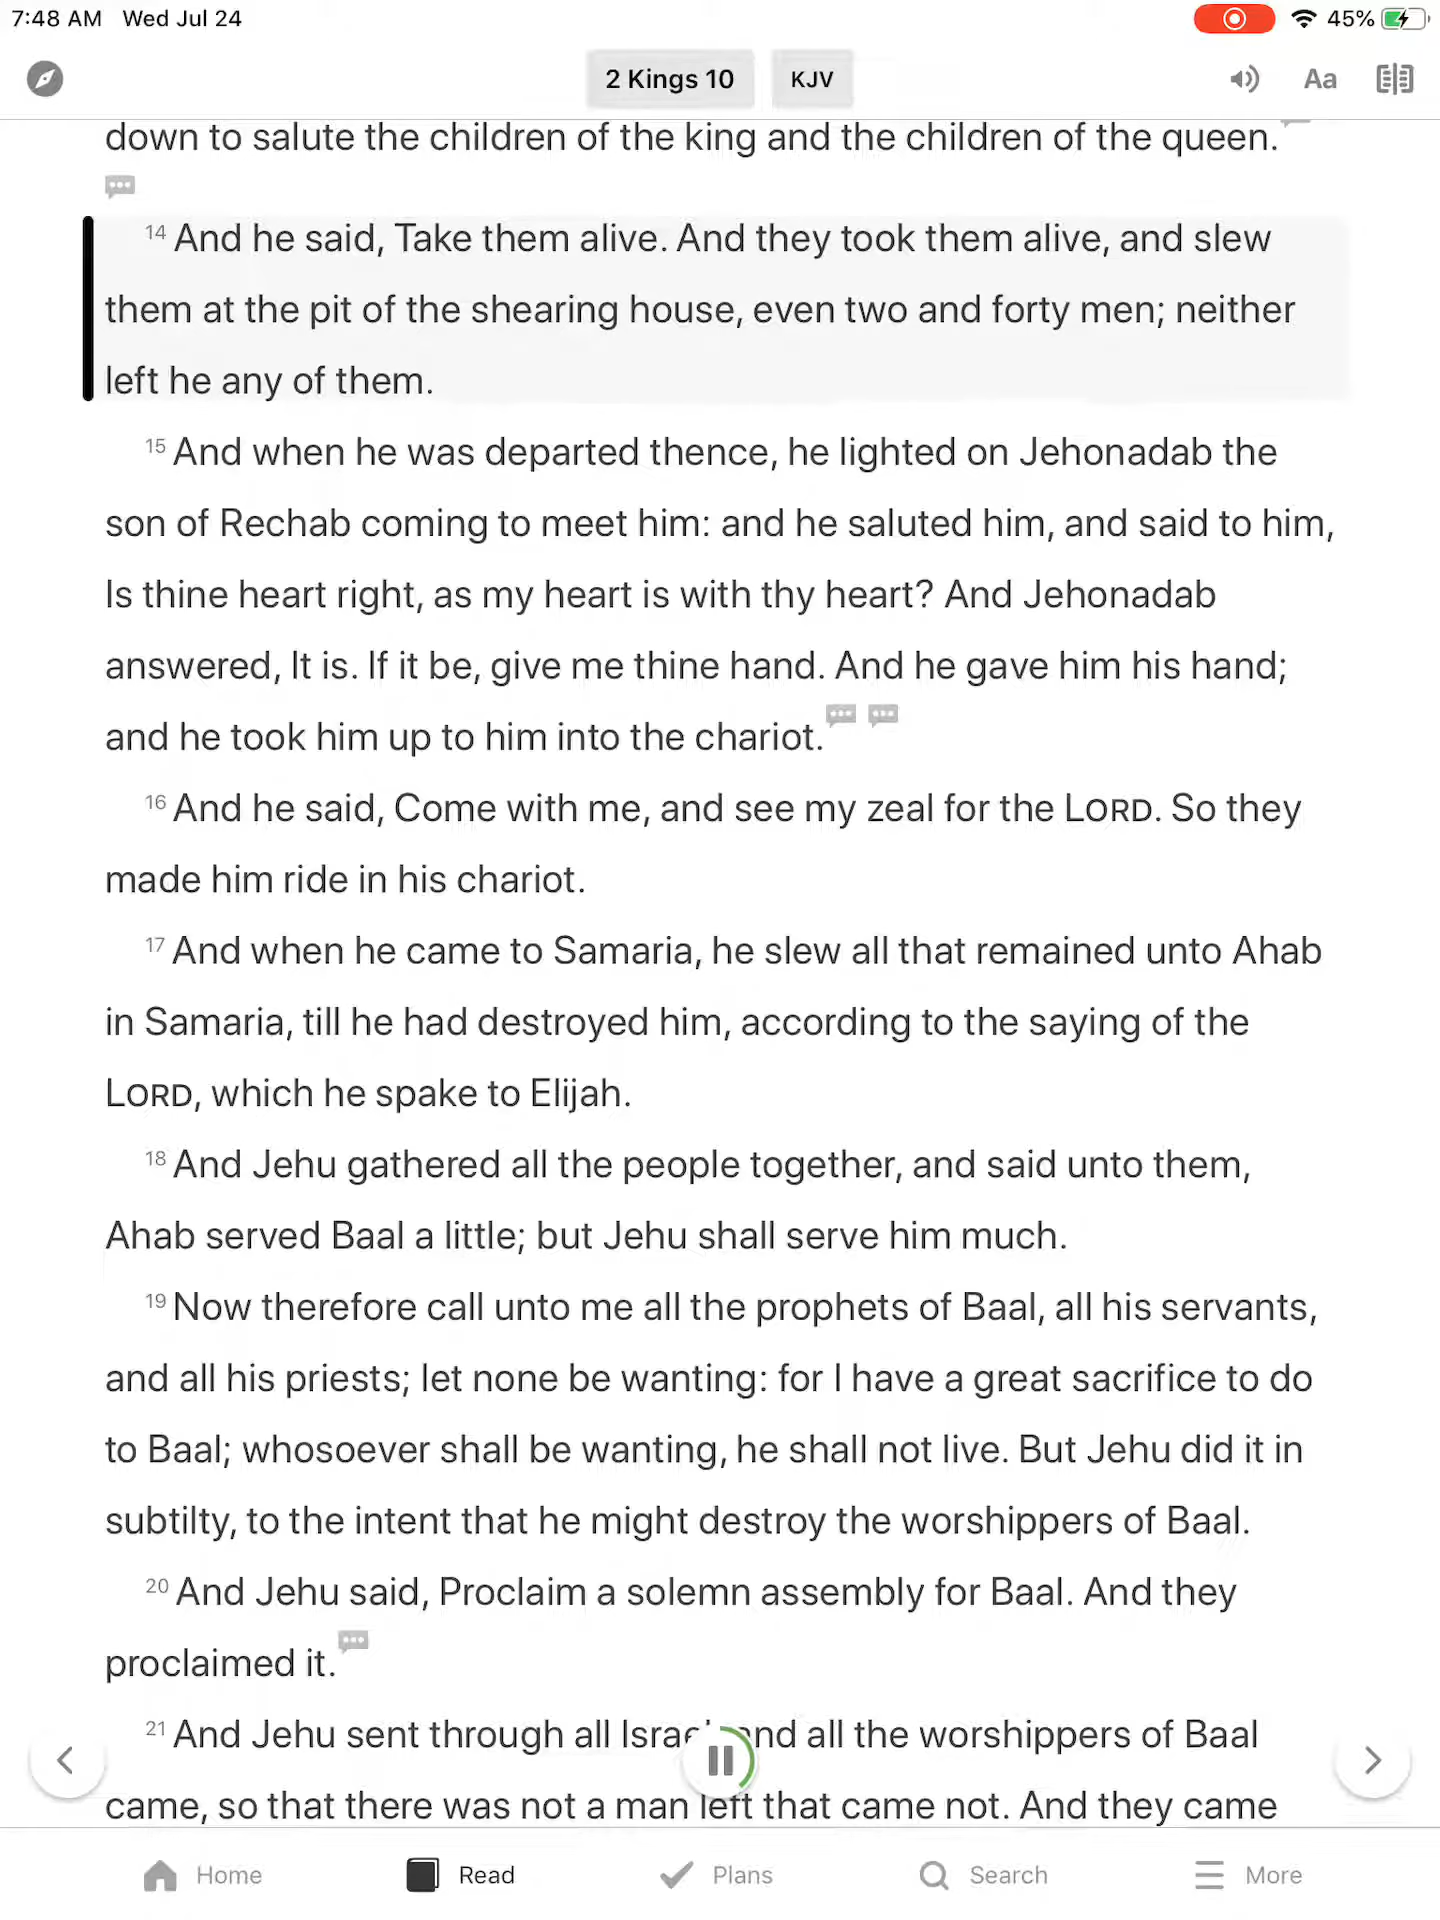 7:48 AM Wed Jul 24
45%
2 Kings 10
KJV
Aa
down to salute the children of the king and the children of the queen.
14 And he said, Take them alive. And they took them alive, and slew
them at the pit of the shearing house, even two and forty men; neither
left he any of them.
15 And when he was departed thence, he lighted on Jehonadab the
son of Rechab coming to meet him: and he saluted him, and said to him,
Is thine heart right, as my heart is with thy heart? And Jehonadab
answered, It is. If it be, give me thine hand. And he gave him his hand;
and he took him up to him into the chariot.
16 And he said, Come with me, and see my zeal for the LORD. So they
made him ride in his chariot.
17 And when he came to Samaria, he slew all that remained unto Ahab
in Samaria, till he had destroyed him, according to the saying of the
LORD, which he spake to Elijah.
18 And Jehu gathered all the people together, and said unto them,
Ahab served Baal a little; but Jehu shall serve him much.
19 Now therefore call unto me all the prophets of Baal, all his servants,
and all his priests; let none be wanting: for I have a great sacrifice to do
to Baal; whosoever shall be wanting, he shall not live. But Jehu did it in
subtilty, to the intent that he might destroy the worshippers of Baal.
20 And Jehu said, Proclaim a solemn assembly for Baal. And they
proclaimed it.
21 And Jehu sent through all Israel and all the worshippers of Baal
came, so that there was not a man left that came not. And they came
Home
Read
Plans
Search
More